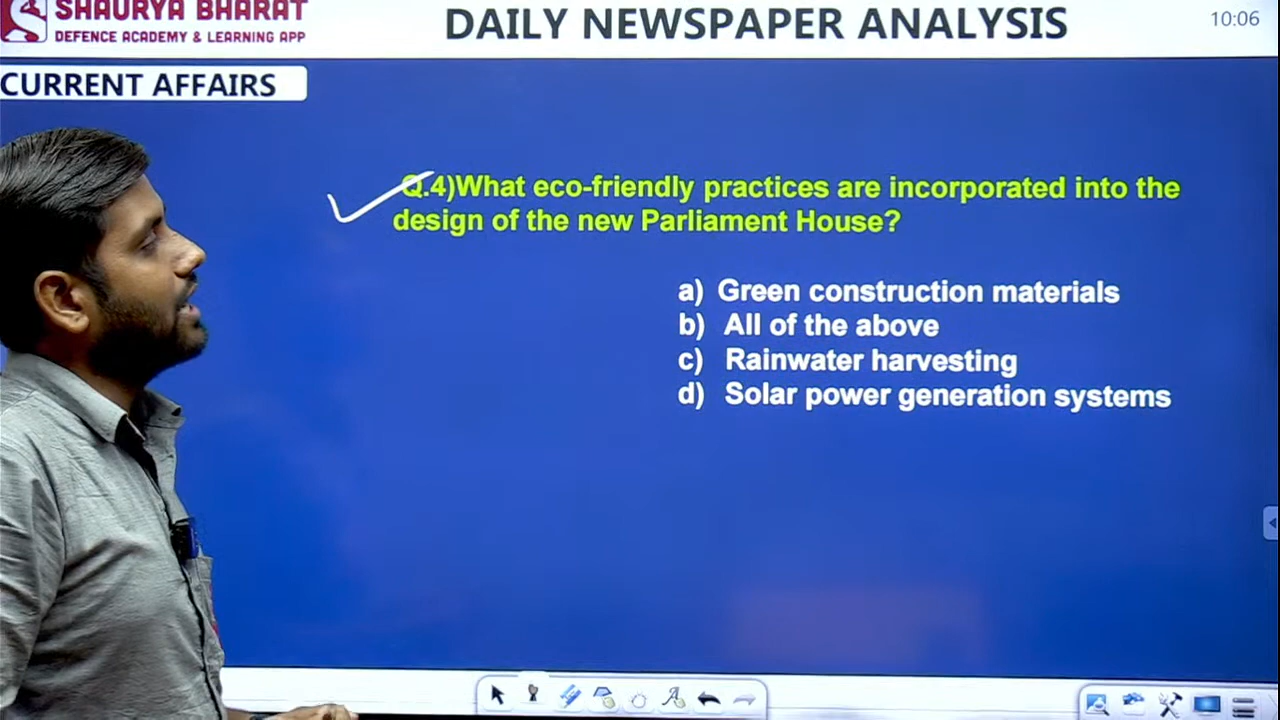 SHAURYA BHARAT
DEFENCE ACADEMY & LEARNING APP
DAILY NEWSPAPER ANALYSIS
10:06
CURRENT AFFAIRS
Q.4)What eco-friendly practices are incorporated into the
design of the new Parliament House?
a) Green construction materials
b) All of the above
c) Rainwater harvesting
d) Solar power generation systems